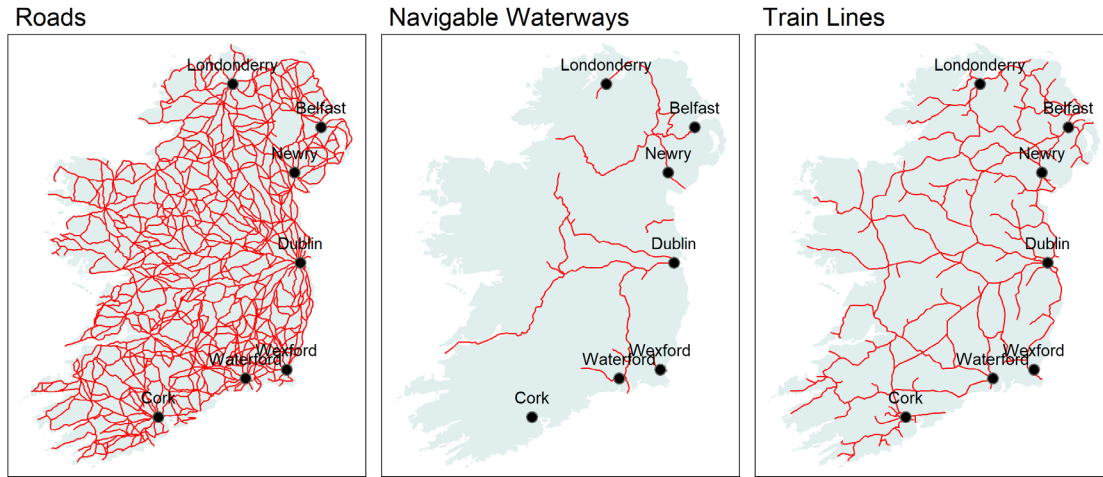 Roads
Londonderry
Belfast
Newry
Dublin
Wexford
Waterford
Cork
Navigable Waterways
Londonderry
Belfast
Newry
Dublin
Wexford
Waterford
Cork
Train Lines
Londonderry
Belfast
Newry
Dublin
Wexford
Waterford
Cork